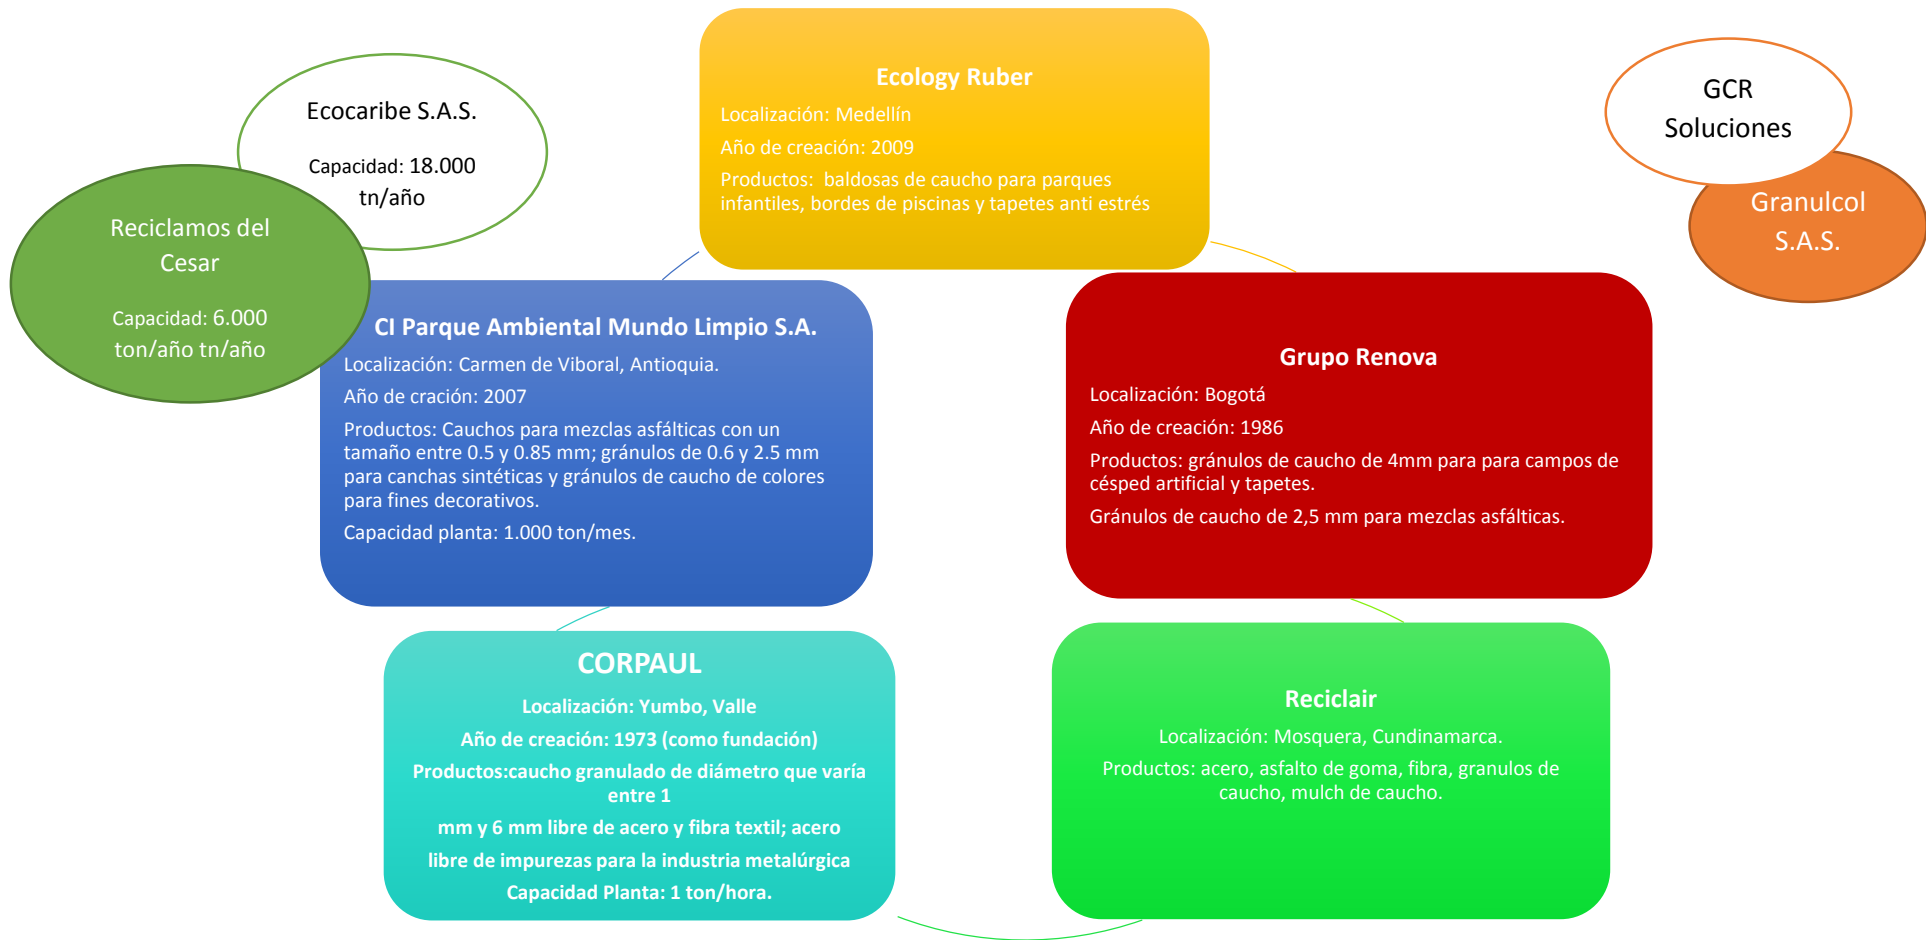 Ecology Ruber
Localización: Medellín
Año de creación: 2009
Productos:  baldosas de caucho para parques
infantiles, bordes de piscinas y tapetes anti estrés
Ecocaribe S.A.S.
Capacidad: 18.000
tn/año
Reciclamos del
Cesar
Capacidad: 6.000
ton/año tn/año
GCR
Soluciones
Granulcol
S.A.S.
CI Parque Ambiental Mundo Limpio S.A.
Localización: Carmen de Viboral, Antioquia.
Año de cración: 2007
Productos: Cauchos para mezclas asfálticas con un
tamaño entre 0.5 y 0.85 mm; gránulos de 0.6 y 2.5 mm
para canchas sintéticas y gránulos de caucho de colores
para fines decorativos.
Capacidad planta: 1.000 ton/mes.
Grupo Renova
Localización: Bogotá
Año de creación: 1986
Productos: gránulos de caucho de 4mm para para campos de
césped artificial y tapetes.
Gránulos de caucho de 2,5 mm para mezclas asfálticas.
CORPAUL
Localización: Yumbo, Valle
Año de creación: 1973 (como fundación)
Productos:caucho granulado de diámetro que varía
entre 1
mm y 6 mm libre de acero y fibra textil; acero
libre de impurezas para la industria metalúrgica
Capacidad Planta: 1 ton/hora.
Reciclair
Localización: Mosquera, Cundinamarca.
Productos: acero, asfalto de goma, fibra, granulos de
caucho, mulch de caucho.